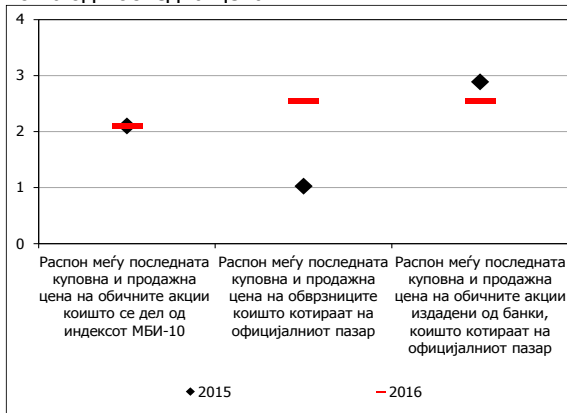 4
3
2
1
0
Распон меѓу последната
куповна и продажна
цена на обичните акции
коишто се дел од
индексот МБИ-10
Распон меѓу последната
куповна и продажна
цена на обврзниците
коишто котираат на
официјалниот пазар
Распон меѓу последната
куповна и продажна
цена на обичните акции
издадени од банки,
коишто котираат на
официјалниот пазар
2015
2016